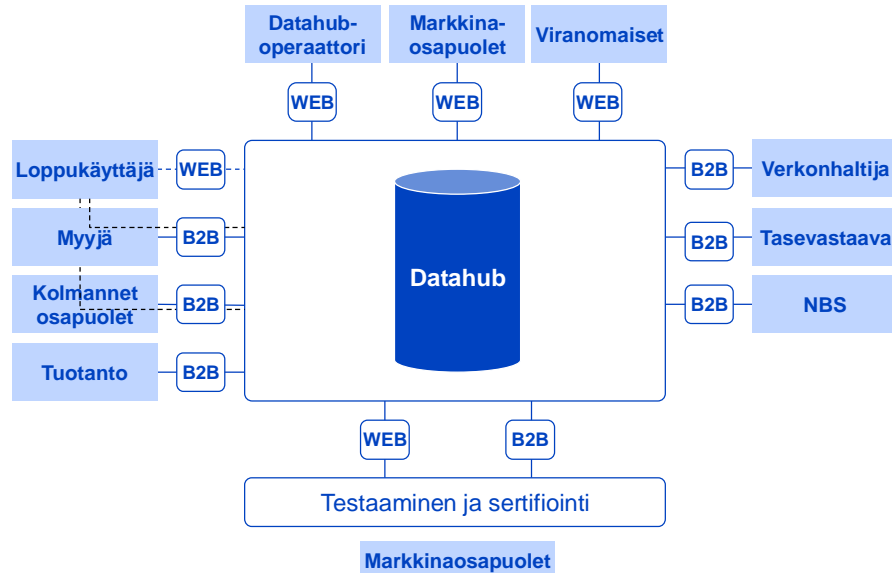 Datahub-
operaattori
Markkina-
osapuolet
Viranomaiset
WEB
WEB
WEB
Loppukäyttäjä
WEB
B2B
Verkonhaltija
Myyjä
B2B
B2B
Tasevastaava
Datahub
Kolmannet
osapuolet
B2B
B2B
NBS
Tuotanto
B2B
WEB
B2B
Testaaminen ja sertifiointi
Markkinaosapuolet